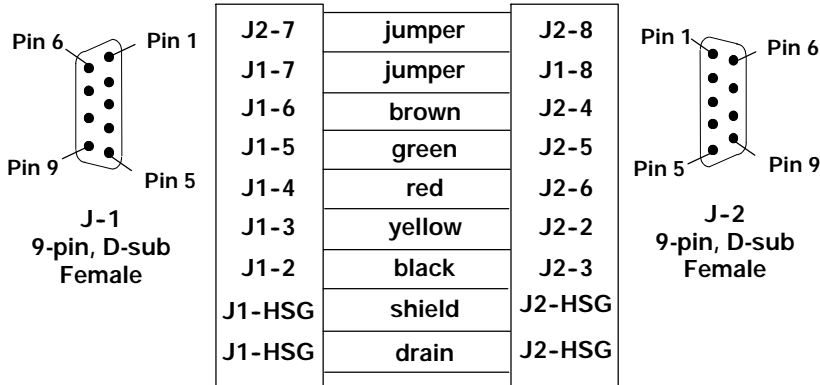 Pin 6
Pin 1
Pin 9
Pin 5
J-1
9-pin, D-sub
Female
J2-7 jumper J2-8
J1-7 jumper J1-8
J1-6 brown J2-4
J1-5 green J2-5
J1-4 red J2-6
J1-3 yellow J2-2
J1-2 black J2-3
J1-HSG shield J2-HSG
J1-HSG drain J2-HSG
Pin 1
Pin 6
Pin 5
Pin 9
J-2
9-pin, D-sub
Female